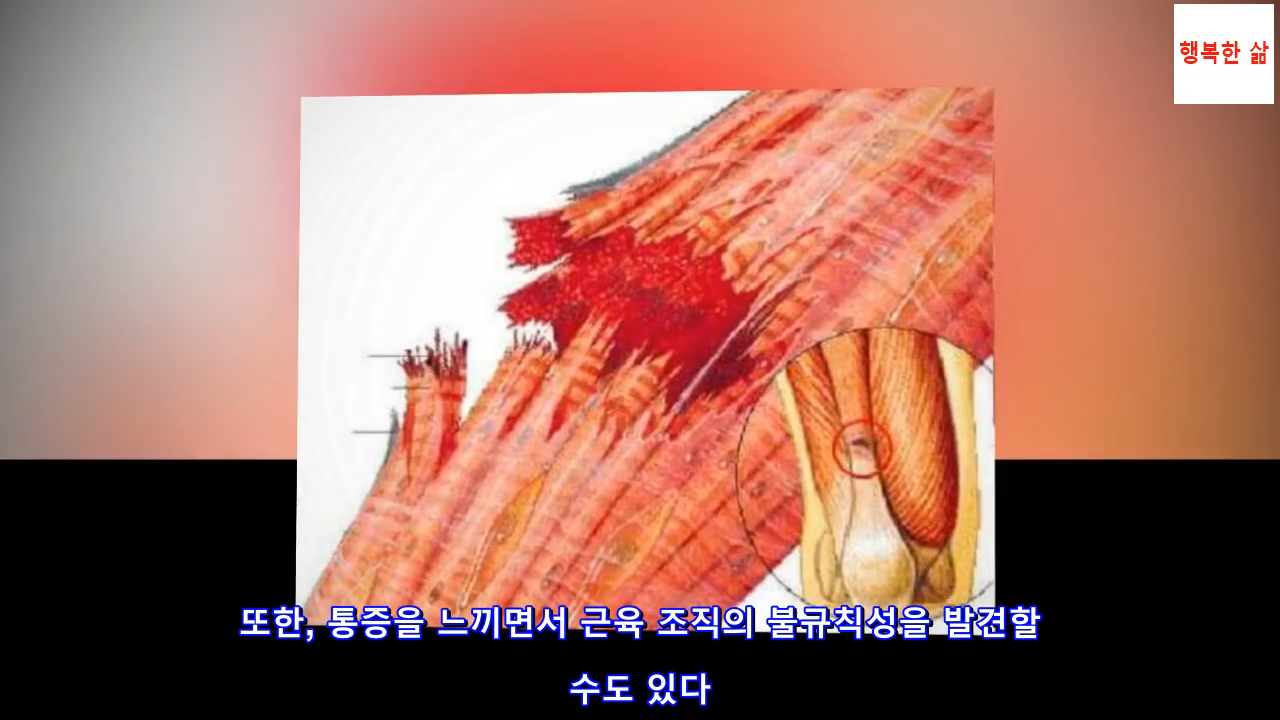 행복한 삶
또한, 통증을 느끼면서 근육 조직의 불규칙성을 발견할
수도 있다